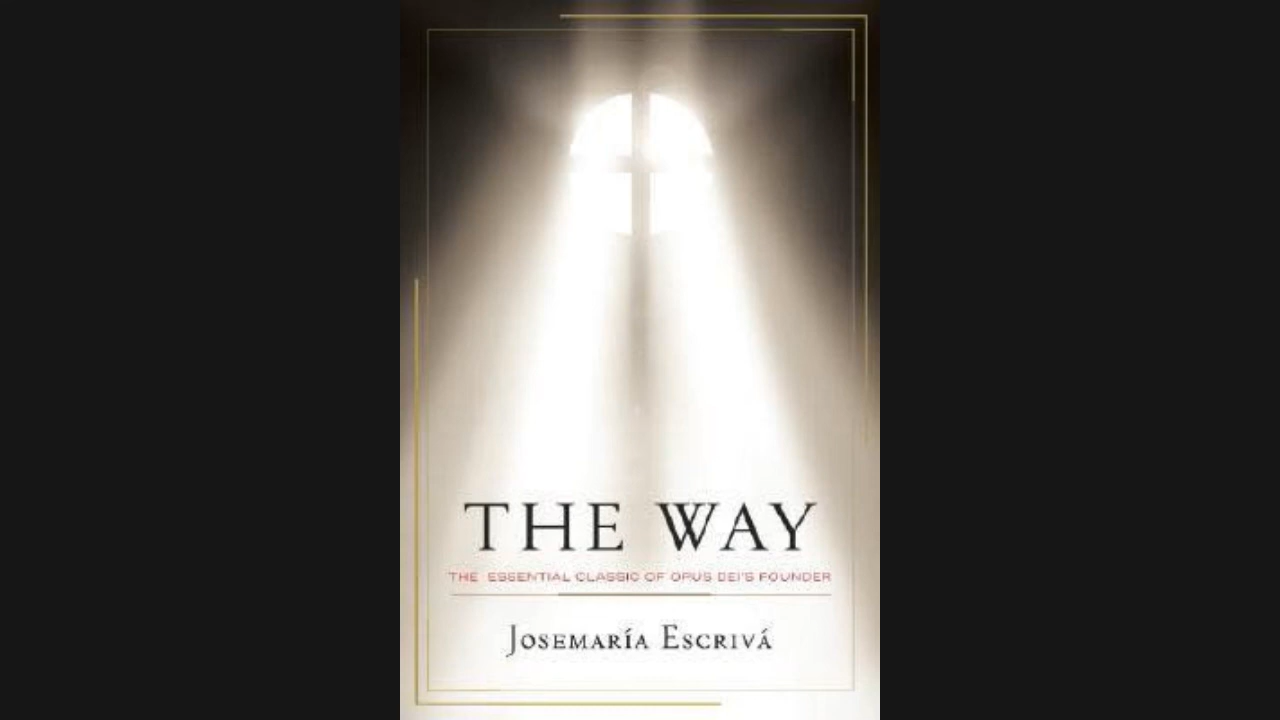 THE WAY
THE ESSENTIAL CLASSIC OF OPUS DEI'S FOUNDER
JOSEMARÍA ESCRIVÁ